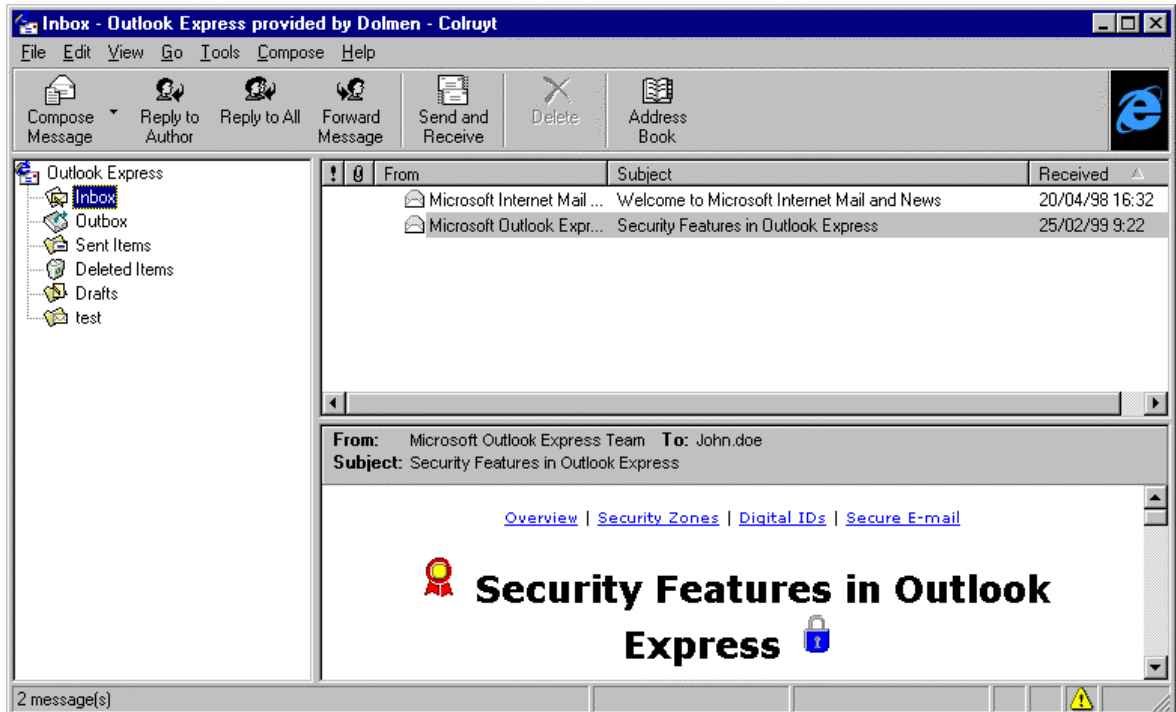 Inbox - Outlook Express provided by Dolmen - Colruyt
File Edit View Go Tools Compose Help
Compose Message
Reply to Author
Reply to All
Forward Message
Send and Receive
Delete
Address Book
Outlook Express
Inbox
Outbox
Sent Items
Deleted Items
Drafts
test
! From Subject Received
Microsoft Internet Mail ... Welcome to Microsoft Internet Mail and News 20/04/98 16:32
Microsoft Outlook Expr... Security Features in Outlook Express 25/02/99 9:22
From: Microsoft Outlook Express Team To: John.doe
Subject: Security Features in Outlook Express
Overview | Security Zones | Digital IDs | Secure E-mail
Security Features in Outlook
Express
2 message(s)